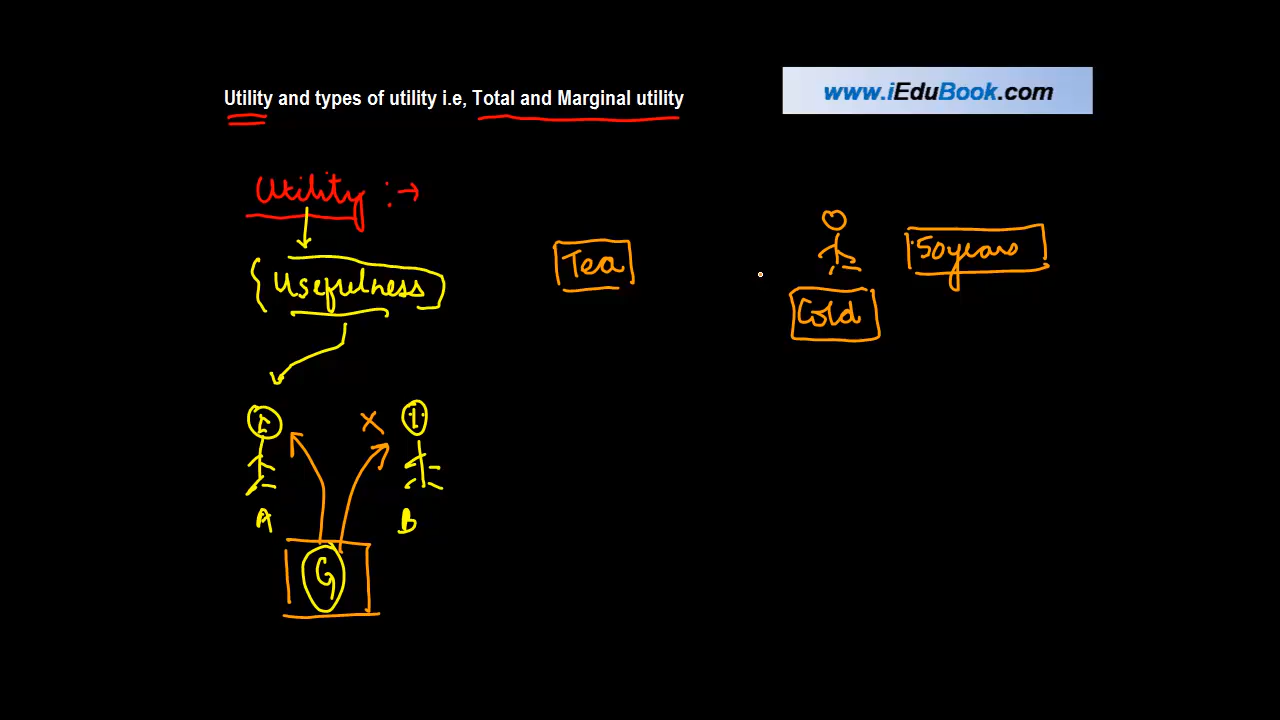 Utility and types of utility i.e, Total and Marginal utility
www.iEduBook.com
Utility :→
Usefulness
Tea
50years
Cold
A
B
G